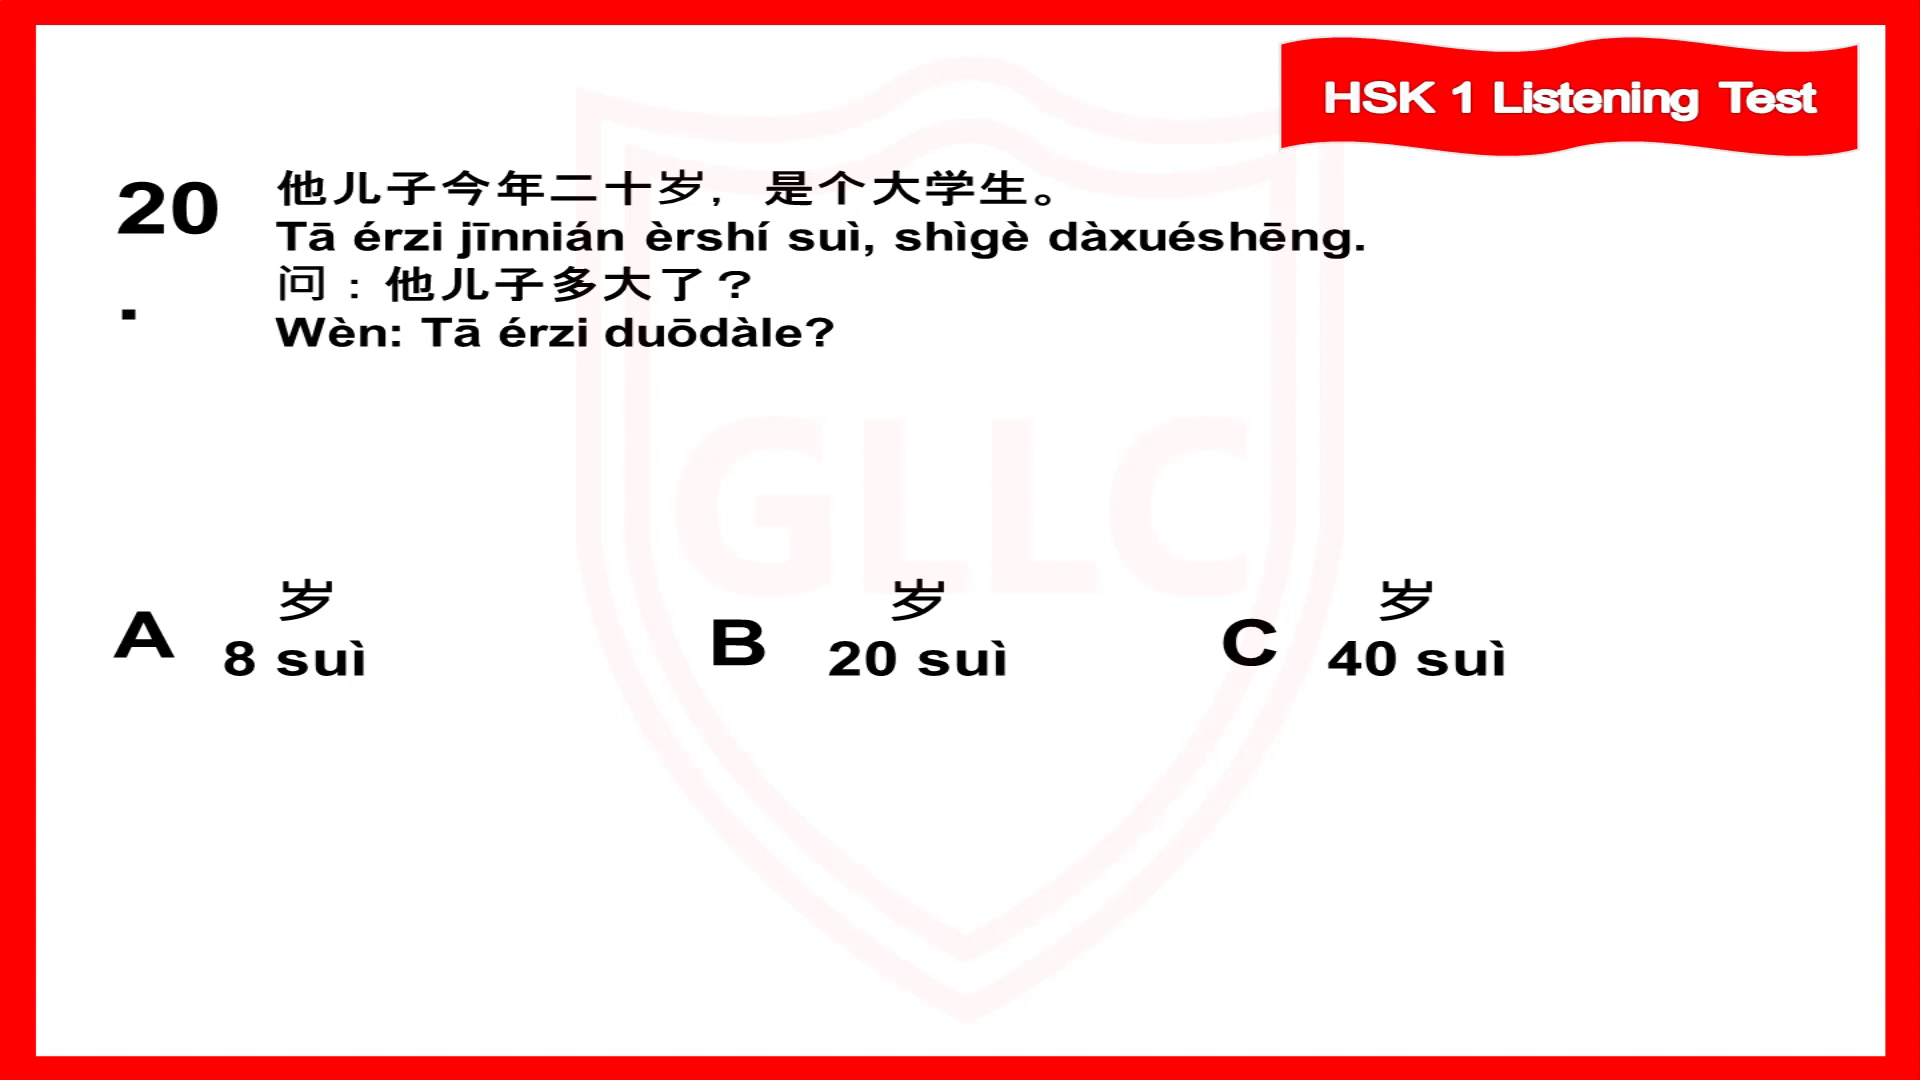 HSK 1 Listening Test
20
.
他儿子今年二十岁，是个大学生。
Tā érzi jīnnián èrshí suì, shìgè dàxuéshēng.
问：他儿子多大了？
Wèn: Tā érzi duōdàle?
GLLC
A
岁
8 suì
B
岁
20 suì
C
岁
40 suì